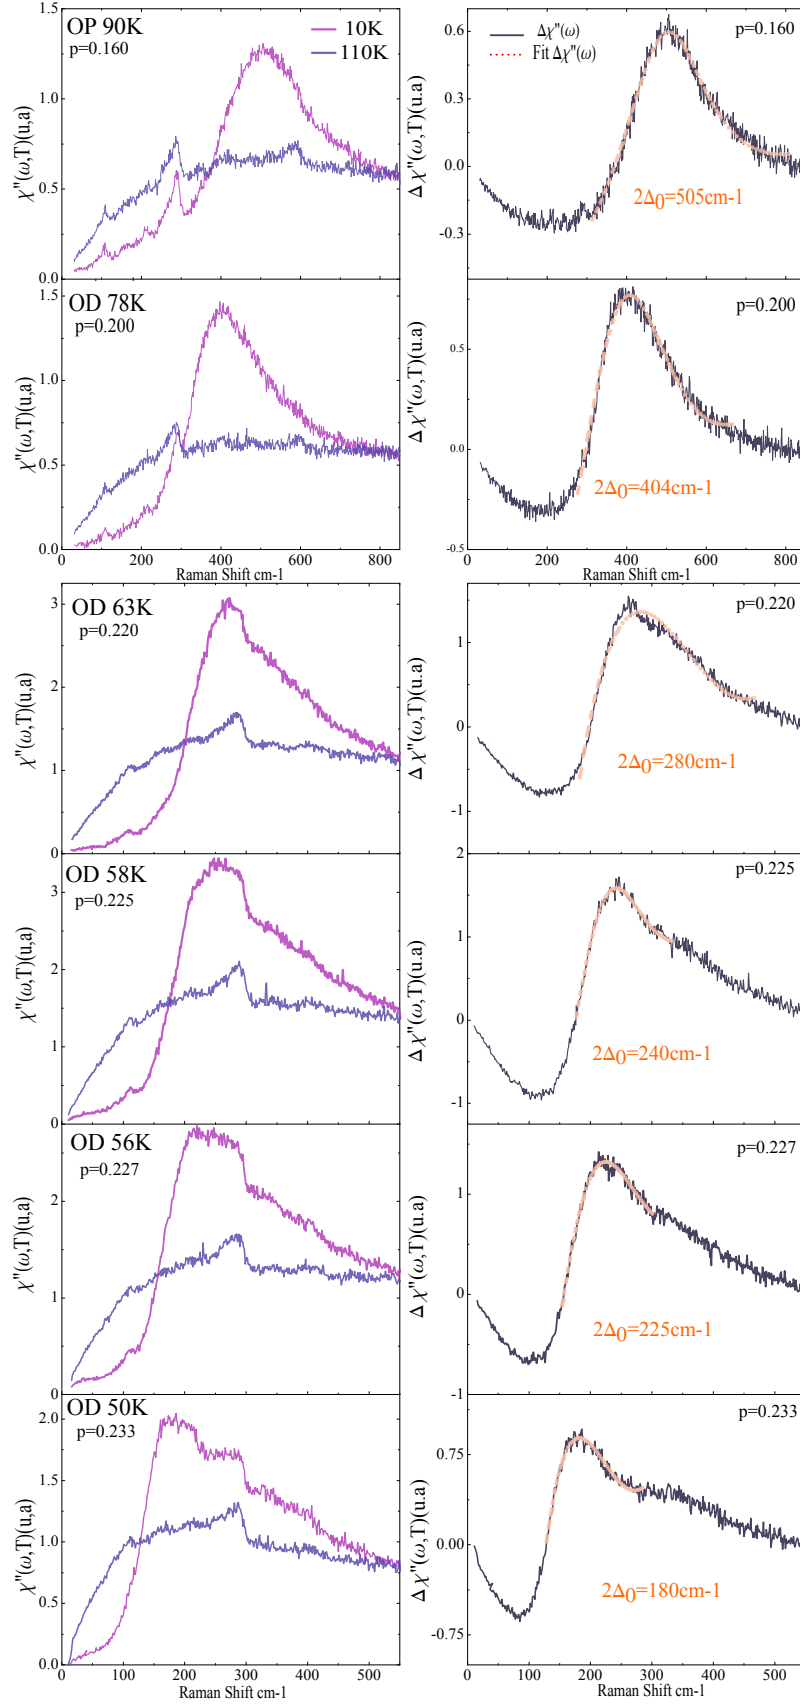 OP 90K
p=0.160
10K
110K
χ''(ω,T)(u,a)
1.5
1.0
0.5
0.0
Δχ''(ω)
Fit Δχ''(ω)
p=0.160
2Δ0=505cm-1
Δχ''(ω,T)(u.a)
0.6
0.3
0.0
-0.3
OD 78K
p=0.200
χ''(ω,T)(u,a)
1.5
1.0
0.5
0.0
0 200 400 600 800
Raman Shift cm-1
p=0.200
2Δ0=404cm-1
Δχ''(ω,T)(u.a)
0.5
0.0
-0.5
0 200 400 600 800
Raman Shift cm-1
OD 63K
p=0.220
χ''(ω,T)(u,a)
3
2
1
0
p=0.220
2Δ0=280cm-1
Δχ''(ω,T)(u.a)
1
0
-1
OD 58K
p=0.225
χ''(ω,T)(u,a)
3
2
1
0
p=0.225
2Δ0=240cm-1
Δχ''(ω,T)(u.a)
2
1
0
-1
OD 56K
p=0.227
χ''(ω,T)(u,a)
2
1
0
p=0.227
2Δ0=225cm-1
Δχ''(ω,T)(u.a)
1
0
-1
OD 50K
p=0.233
χ''(ω,T)(u,a)
2.0
1.5
1.0
0.5
0.0
0 100 200 300 400 500
Raman Shift cm-1
p=0.233
2Δ0=180cm-1
Δχ''(ω,T)(u.a)
0.75
0.00
-0.75
0 100 200 300 400 500
Raman Shift cm-1